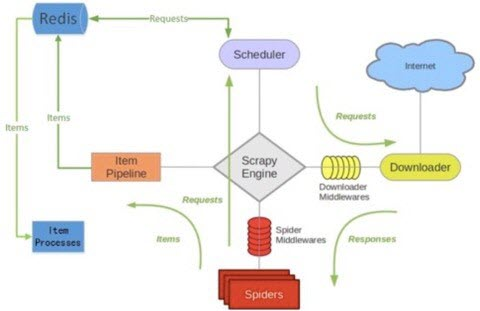 Redis
Requests
Scheduler
Internet
Requests
Items
Items
Item
Pipeline
Scrapy
Engine
Downloader
Downloader
Middlewares
Requests
Item
Processes
Items
Spider
Middlewares
Responses
Spiders